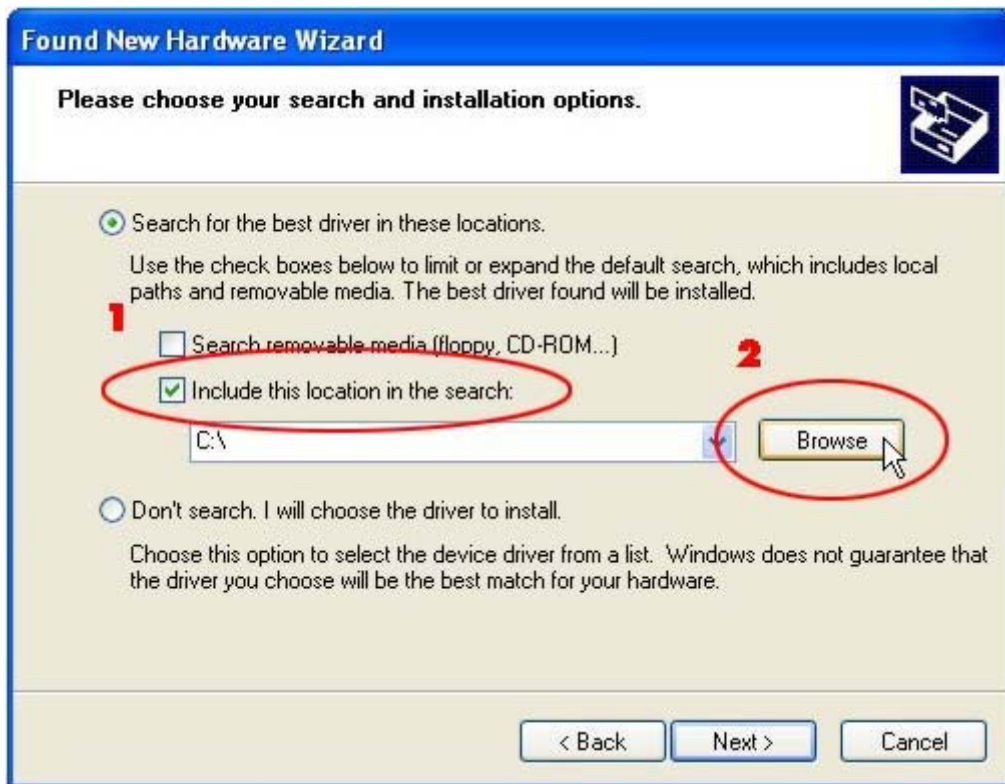 Found New Hardware Wizard
Please choose your search and installation options.
Search for the best driver in these locations.
Use the check boxes below to limit or expand the default search, which includes local
paths and removable media. The best driver found will be installed.
1
Search removable media (floppy, CD-ROM...)
2
Include this location in the search:
C:\
Browse
Don't search. I will choose the driver to install.
Choose this option to select the device driver from a list. Windows does not guarantee that
the driver you choose will be the best match for your hardware.
< Back
Next >
Cancel